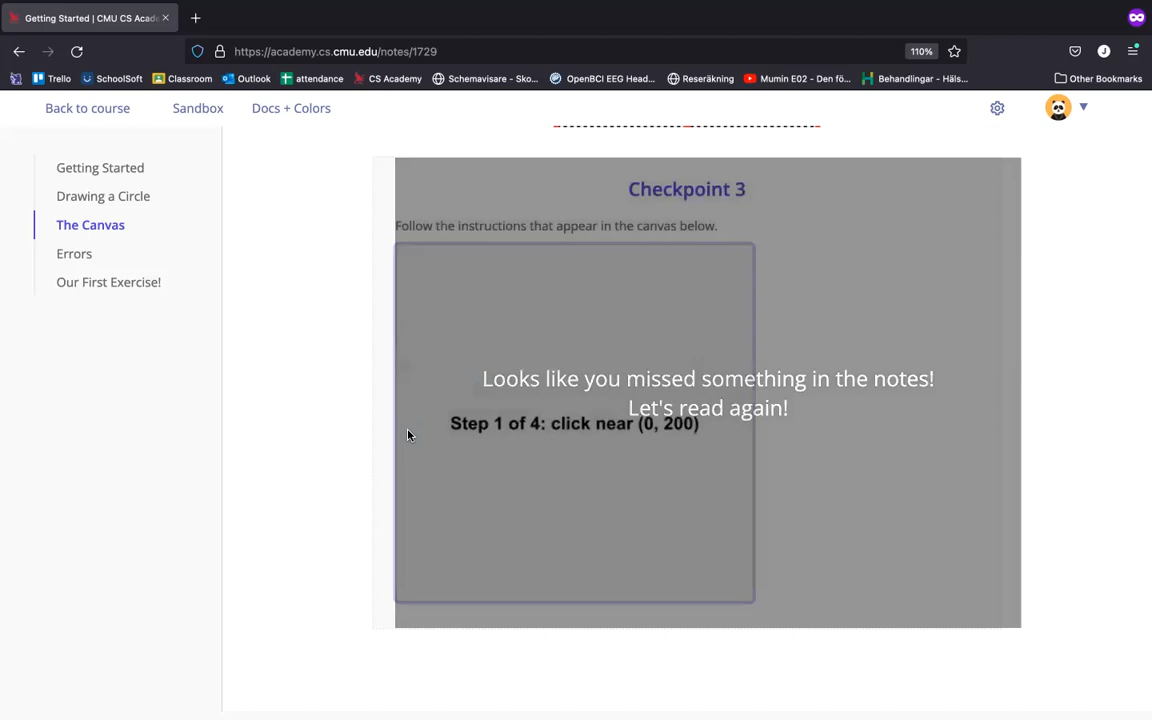 Getting Started | CMU CS Acad
https://academy.cs.cmu.edu/notes/1729
110%
Trello
SchoolSoft
Classroom
Outlook
attendance
CS Academy
Schemavisare - Sko...
OpenBCI EEG Head...
Reseräkning
Mumin E02 - Den fö...
Behandlingar - Häls...
Other Bookmarks
Back to course
Sandbox
Docs + Colors
Getting Started
Drawing a Circle
The Canvas
Errors
Our First Exercise!
Checkpoint 3
Follow the instructions that appear in the canvas below.
Looks like you missed something in the notes!
Let's read again!
Step 1 of 4: click near (0, 200)